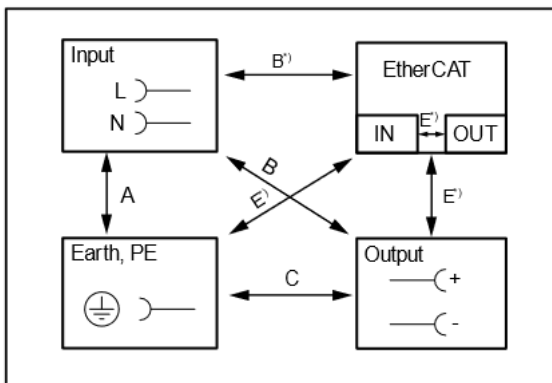 Input
L
N
B*)
EtherCAT
IN
E*)
OUT
A
B
E)
E*)
Earth, PE
C
Output
+
-